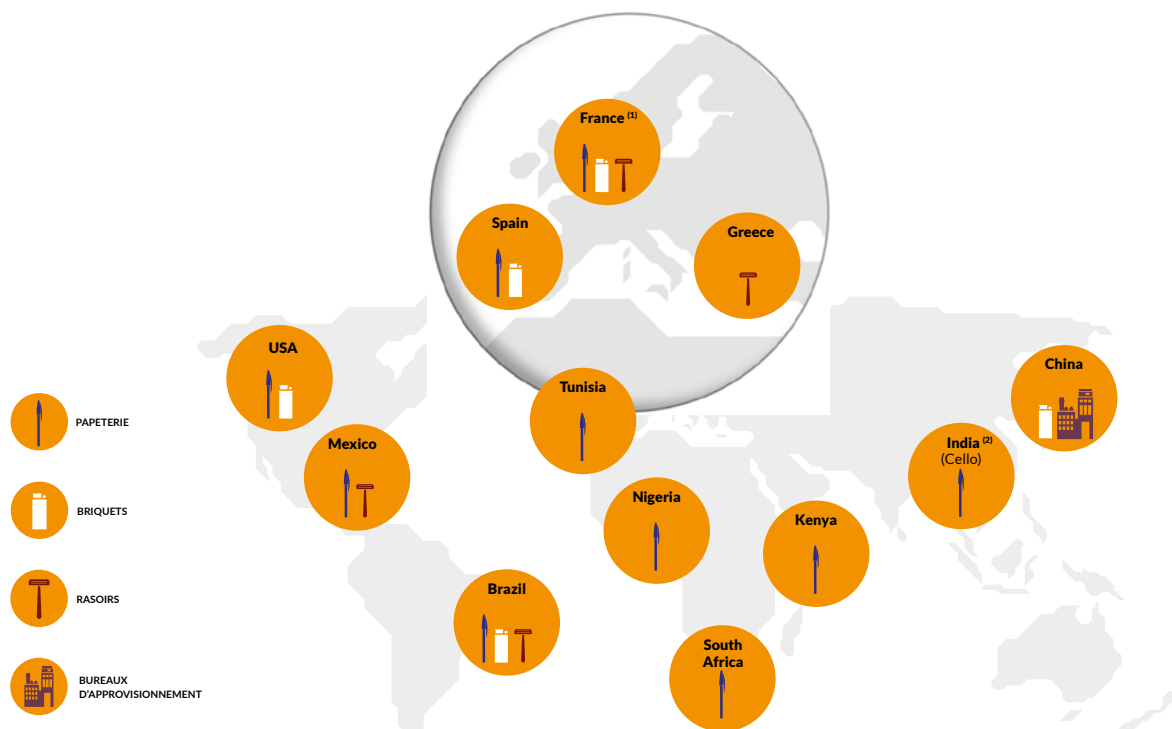 France (1)
Spain
Greece
USA
Tunisia
China
PAPETERIE
Mexico
India (2)
(Cello)
Nigeria
BRIQUETS
Kenya
Brazil
RASOIRS
South
Africa
BUREAUX
D'APPROVISIONNEMENT